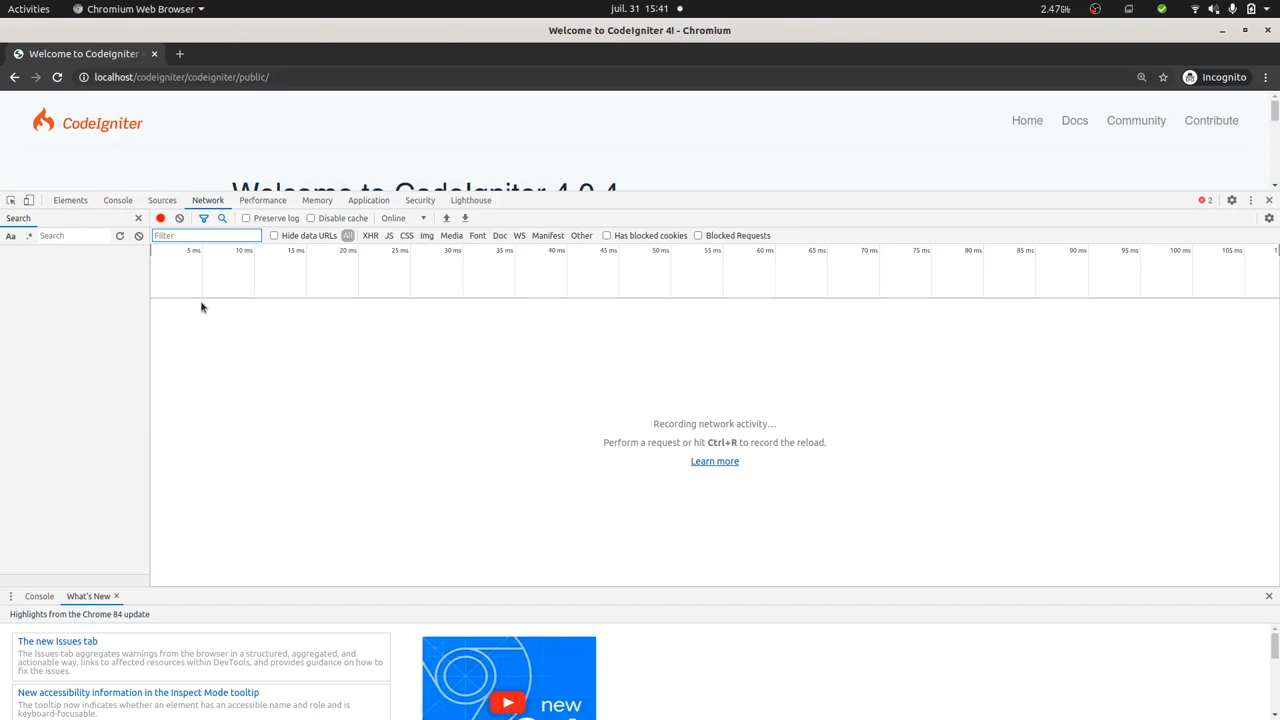 Activities Chromium Web Browser juil. 31 15:41 2.47GHz
Welcome to CodeIgniter 4! - Chromium
Welcome to CodeIgniter
localhost/codeigniter/codeigniter/public/ Incognito
CodeIgniter Home Docs Community Contribute
Welcome to CodeIgniter 4.0.4
Elements Console Sources Network Performance Memory Application Security Lighthouse 2
Search Preserve log Disable cache Online
Aa .* Search Filter Hide data URLs All XHR JS CSS Img Media Font Doc WS Manifest Other Has blocked cookies Blocked Requests
5 ms 10 ms 15 ms 20 ms 25 ms 30 ms 35 ms 40 ms 45 ms 50 ms 55 ms 60 ms 65 ms 70 ms 75 ms 80 ms 85 ms 90 ms 95 ms 100 ms 105 ms 1
Recording network activity…
Perform a request or hit Ctrl+R to record the reload.
Learn more
Console What's New
Highlights from the Chrome 84 update
The new Issues tab
The Issues tab aggregates warnings from the browser in a structured, aggregated, and
actionable way, links to affected resources within DevTools, and provides guidance on how to
fix the issues.
New accessibility information in the Inspect Mode tooltip
The tooltip now indicates whether an element has an accessible name and role and is
keyboard-focusable.
new